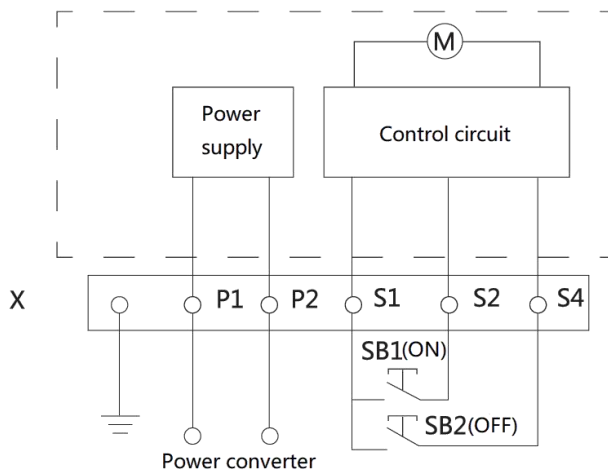 M
Power
supply
Control circuit
X
P1
P2
S1
S2
S4
SB1(ON)
SB2(OFF)
Power converter